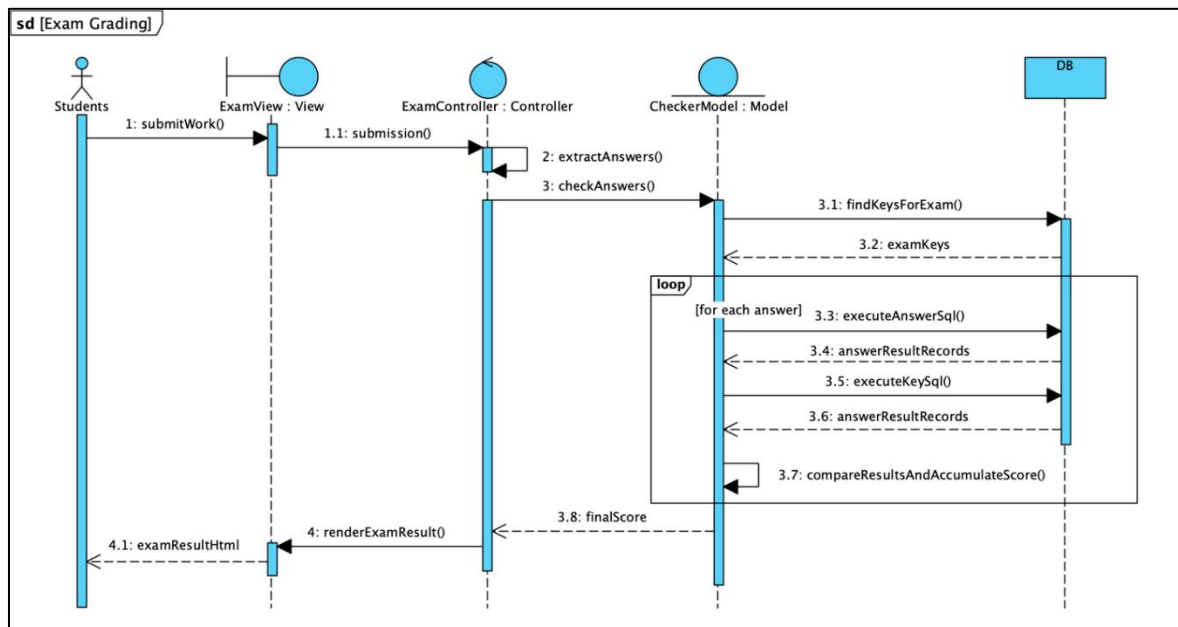 sd [Exam Grading]
Students
ExamView : View
ExamController : Controller
CheckerModel : Model
DB
1: submitWork()
1.1: submission()
2: extractAnswers()
3: checkAnswers()
3.1: findKeysForExam()
3.2: examKeys
loop
[for each answer]
3.3: executeAnswerSql()
3.4: answerResultRecords
3.5: executeKeySql()
3.6: answerResultRecords
3.7: compareResultsAndAccumulateScore()
3.8: finalScore
4: renderExamResult()
4.1: examResultHtml